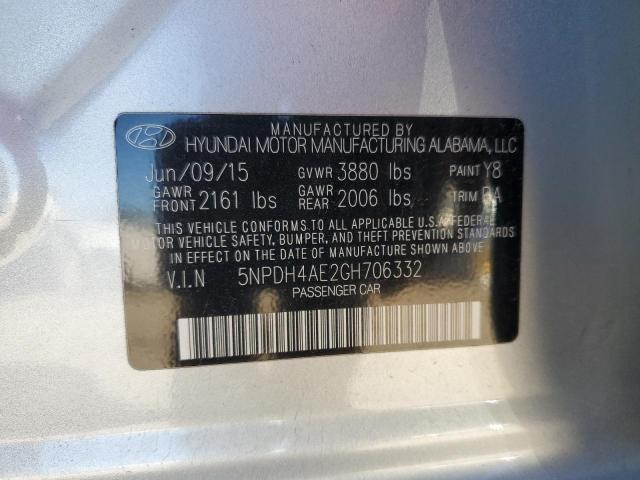 MANUFACTURED BY
HYUNDAI MOTOR MANUFACTURING ALABAMA, LLC
Jun/09/15 GVWR 3880 lbs PAINT Y8
GAWR FRONT 2161 lbs GAWR REAR 2006 lbs TRIM RA
THIS VEHICLE CONFORMS TO ALL APPLICABLE U.S.A FEDERAL
MOTOR VEHICLE SAFETY, BUMPER, AND THEFT PREVENTION STANDARDS
IN EFFECT ON THE DATE OF MANUFACTURE SHOWN ABOVE.
V.I.N 5NPDH4AE2GH706332
PASSENGER CAR